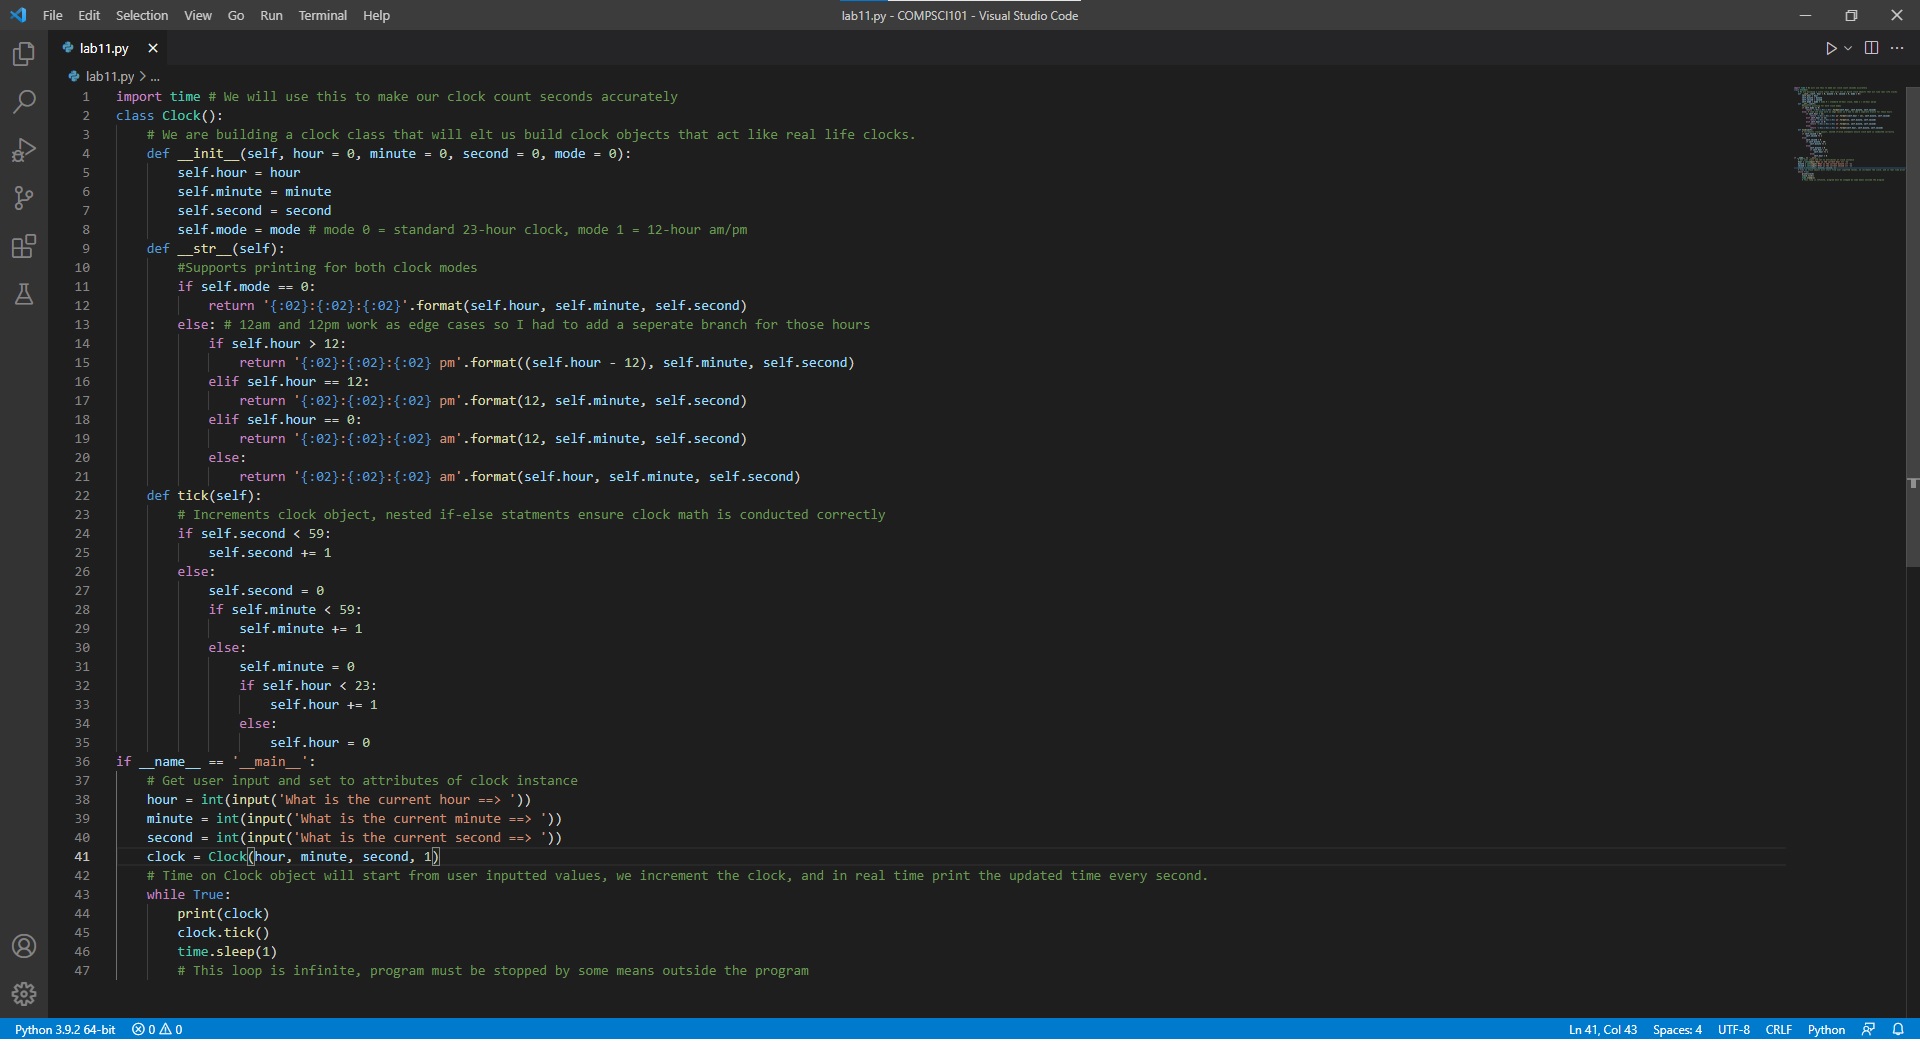 File Edit Selection View Go Run Terminal Help lab11.py - COMPSCI101 - Visual Studio Code
lab11.py
lab11.py > ...
1 import time # We will use this to make our clock count seconds accurately
2 class Clock():
3     # We are building a clock class that will elt us build clock objects that act like real life clocks.
4     def __init__(self, hour = 0, minute = 0, second = 0, mode = 0):
5         self.hour = hour
6         self.minute = minute
7         self.second = second
8         self.mode = mode # mode 0 = standard 23-hour clock, mode 1 = 12-hour am/pm
9     def __str__(self):
10         #Supports printing for both clock modes
11         if self.mode == 0:
12             return '{:02}:{:02}:{:02}'.format(self.hour, self.minute, self.second)
13         else: # 12am and 12pm work as edge cases so I had to add a seperate branch for those hours
14             if self.hour > 12:
15                 return '{:02}:{:02}:{:02} pm'.format((self.hour - 12), self.minute, self.second)
16             elif self.hour == 12:
17                 return '{:02}:{:02}:{:02} pm'.format(12, self.minute, self.second)
18             elif self.hour == 0:
19                 return '{:02}:{:02}:{:02} am'.format(12, self.minute, self.second)
20             else:
21                 return '{:02}:{:02}:{:02} am'.format(self.hour, self.minute, self.second)
22     def tick(self):
23         # Increments clock object, nested if-else statments ensure clock math is conducted correctly
24         if self.second < 59:
25             self.second += 1
26         else:
27             self.second = 0
28             if self.minute < 59:
29                 self.minute += 1
30             else:
31                 self.minute = 0
32                 if self.hour < 23:
33                     self.hour += 1
34                 else:
35                     self.hour = 0
36 if __name__ == '__main__':
37     # Get user input and set to attributes of clock instance
38     hour = int(input('What is the current hour ==> '))
39     minute = int(input('What is the current minute ==> '))
40     second = int(input('What is the current second ==> '))
41     clock = Clock(hour, minute, second, 1)
42     # Time on Clock object will start from user inputted values, we increment the clock, and in real time print the updated time every second.
43     while True:
44         print(clock)
45         clock.tick()
46         time.sleep(1)
47         # This loop is infinite, program must be stopped by some means outside the program
Python 3.9.2 64-bit 0 0 Ln 41, Col 43 Spaces: 4 UTF-8 CRLF Python